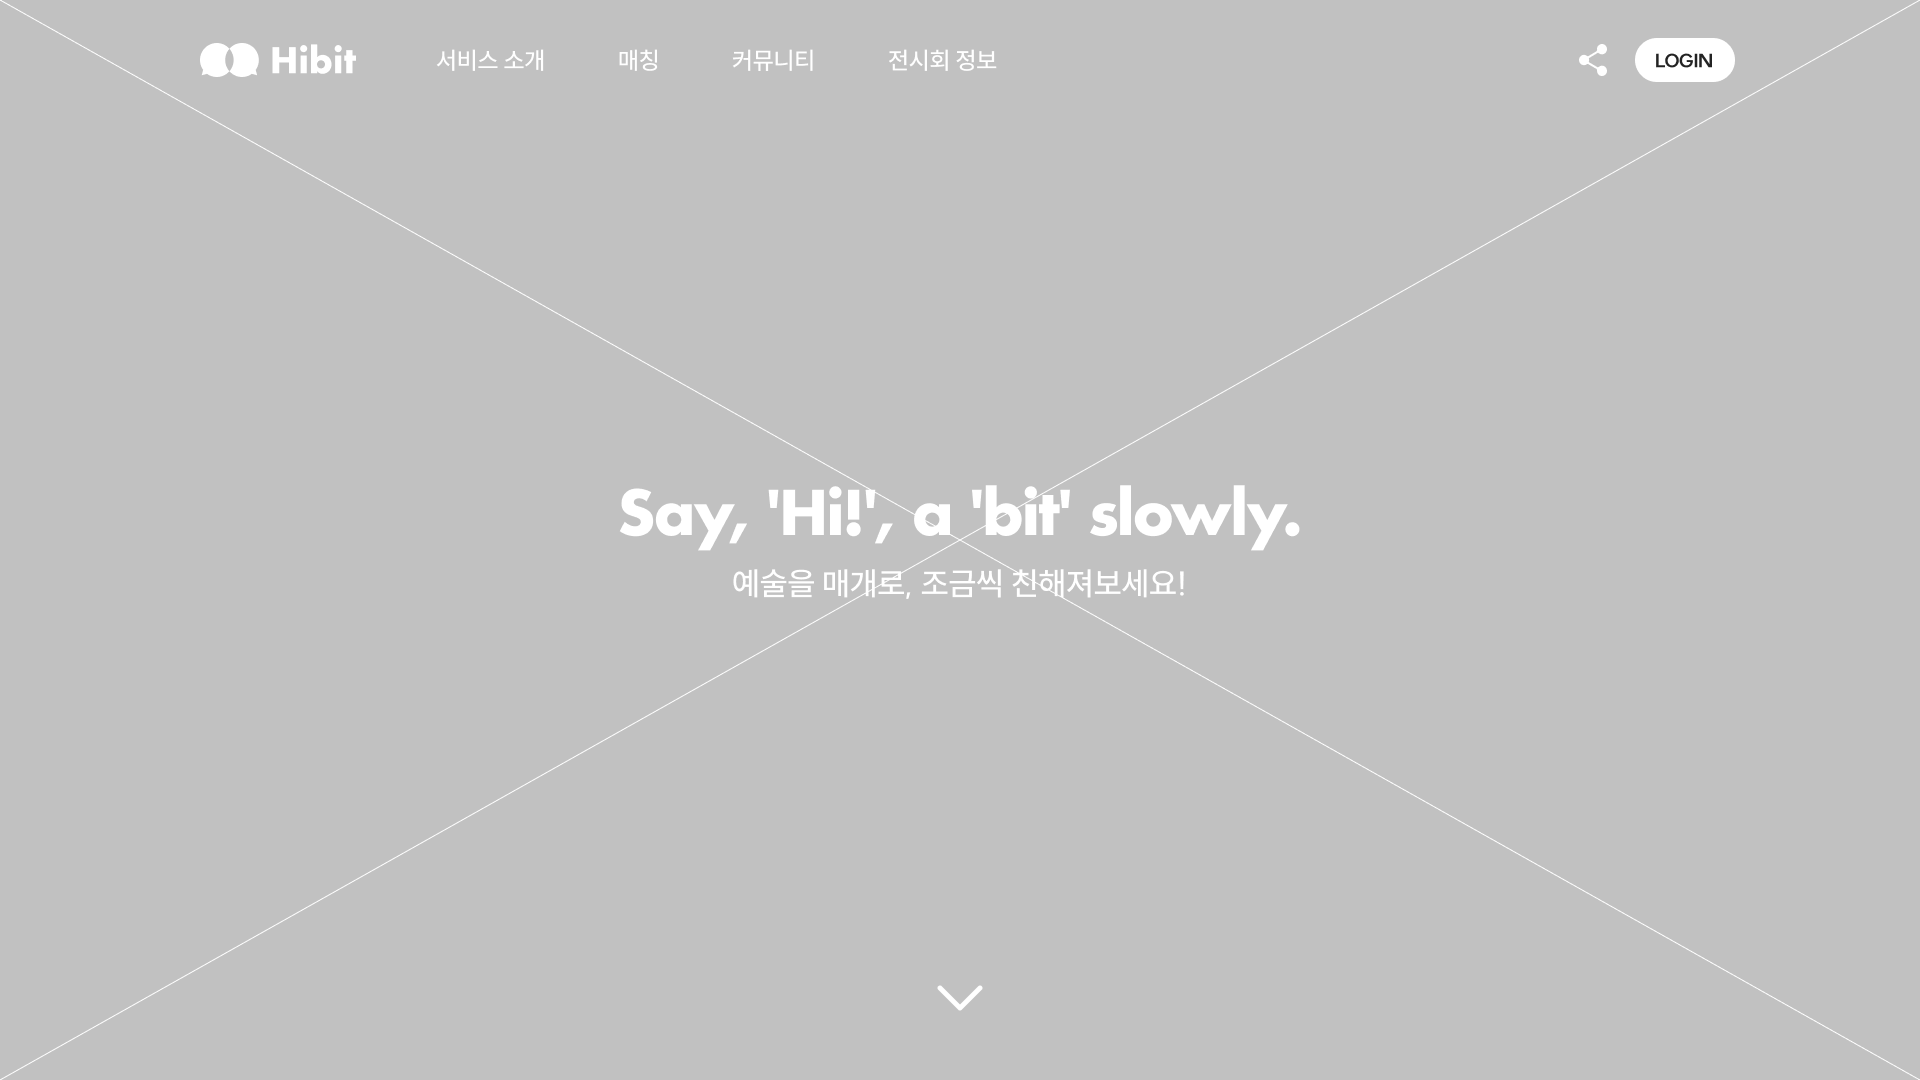 Hibit 서비스 소개 매칭 커뮤니티 전시회 정보 LOGIN
Say, 'Hi!', a 'bit' slowly.
예술을 매개로, 조금씩 친해져보세요!